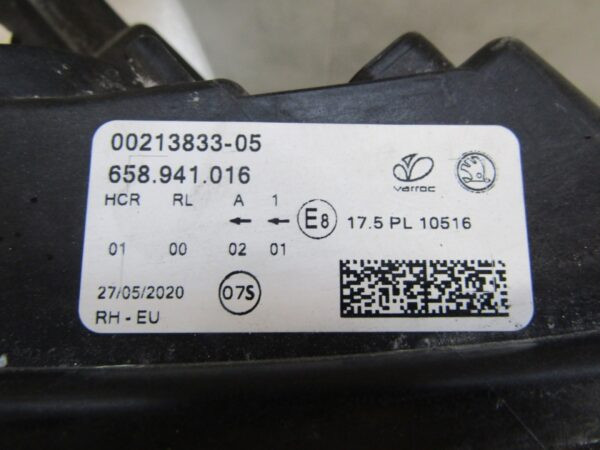 00213833-05
658.941.016
varroc
HCR RL A 1
← ← E8 17.5 PL 10516
01 00 02 01
27/05/2020 07S
RH - EU